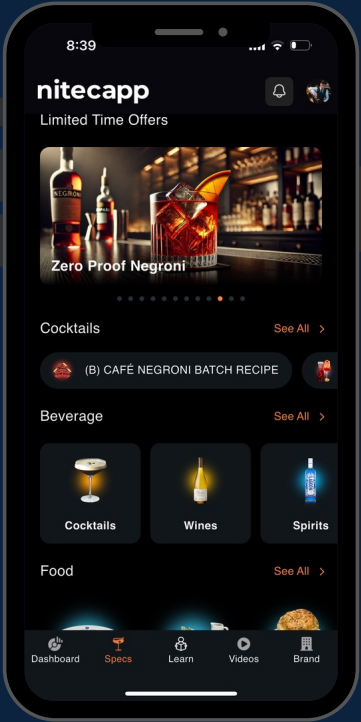 8:39
nitecapp
Limited Time Offers
NEGRONI
Zero Proof Negroni
Cocktails
See All >
(B) CAFÉ NEGRONI BATCH RECIPE
Beverage
See All >
Cocktails
Wines
Spirits
Food
See All >
Dashboard
Specs
Learn
Videos
Brand